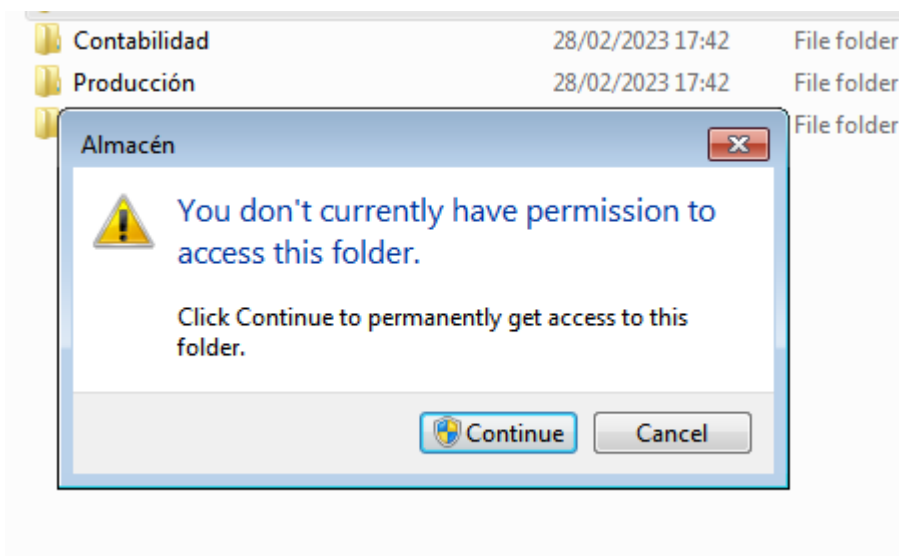 Contabilidad 28/02/2023 17:42 File folder
Producción 28/02/2023 17:42 File folder
File folder
Almacén
You don't currently have permission to
access this folder.
Click Continue to permanently get access to this
folder.
Continue Cancel